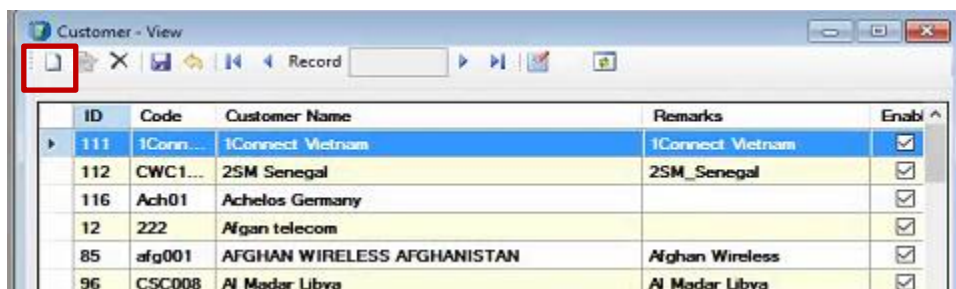 Customer - View
Record
ID Code Customer Name Remarks Enabl
111 1Conn... 1Connect Vietnam 1Connect Vietnam
112 CWC1... 2SM Senegal 2SM_Senegal
116 Ach01 Achelos Germany
12 222 Afgan telecom
85 afg001 AFGHAN WIRELESS AFGHANISTAN Afghan Wireless
96 CSC008 Al Madar Libya Al Madar Libya